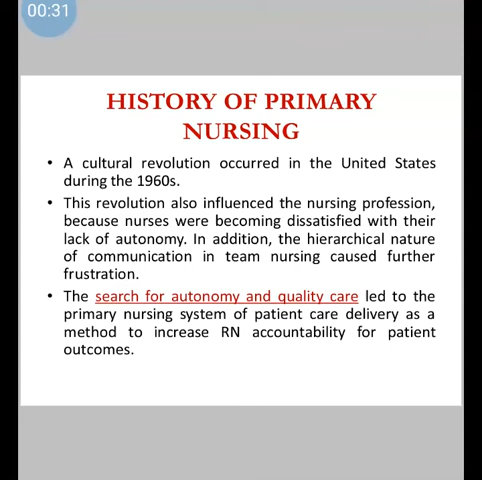 00:31
HISTORY OF PRIMARY
NURSING
• A cultural revolution occurred in the United States
during the 1960s.
• This revolution also influenced the nursing profession,
because nurses were becoming dissatisfied with their
lack of autonomy. In addition, the hierarchical nature
of communication in team nursing caused further
frustration.
• The search for autonomy and quality care led to the
primary nursing system of patient care delivery as a
method to increase RN accountability for patient
outcomes.